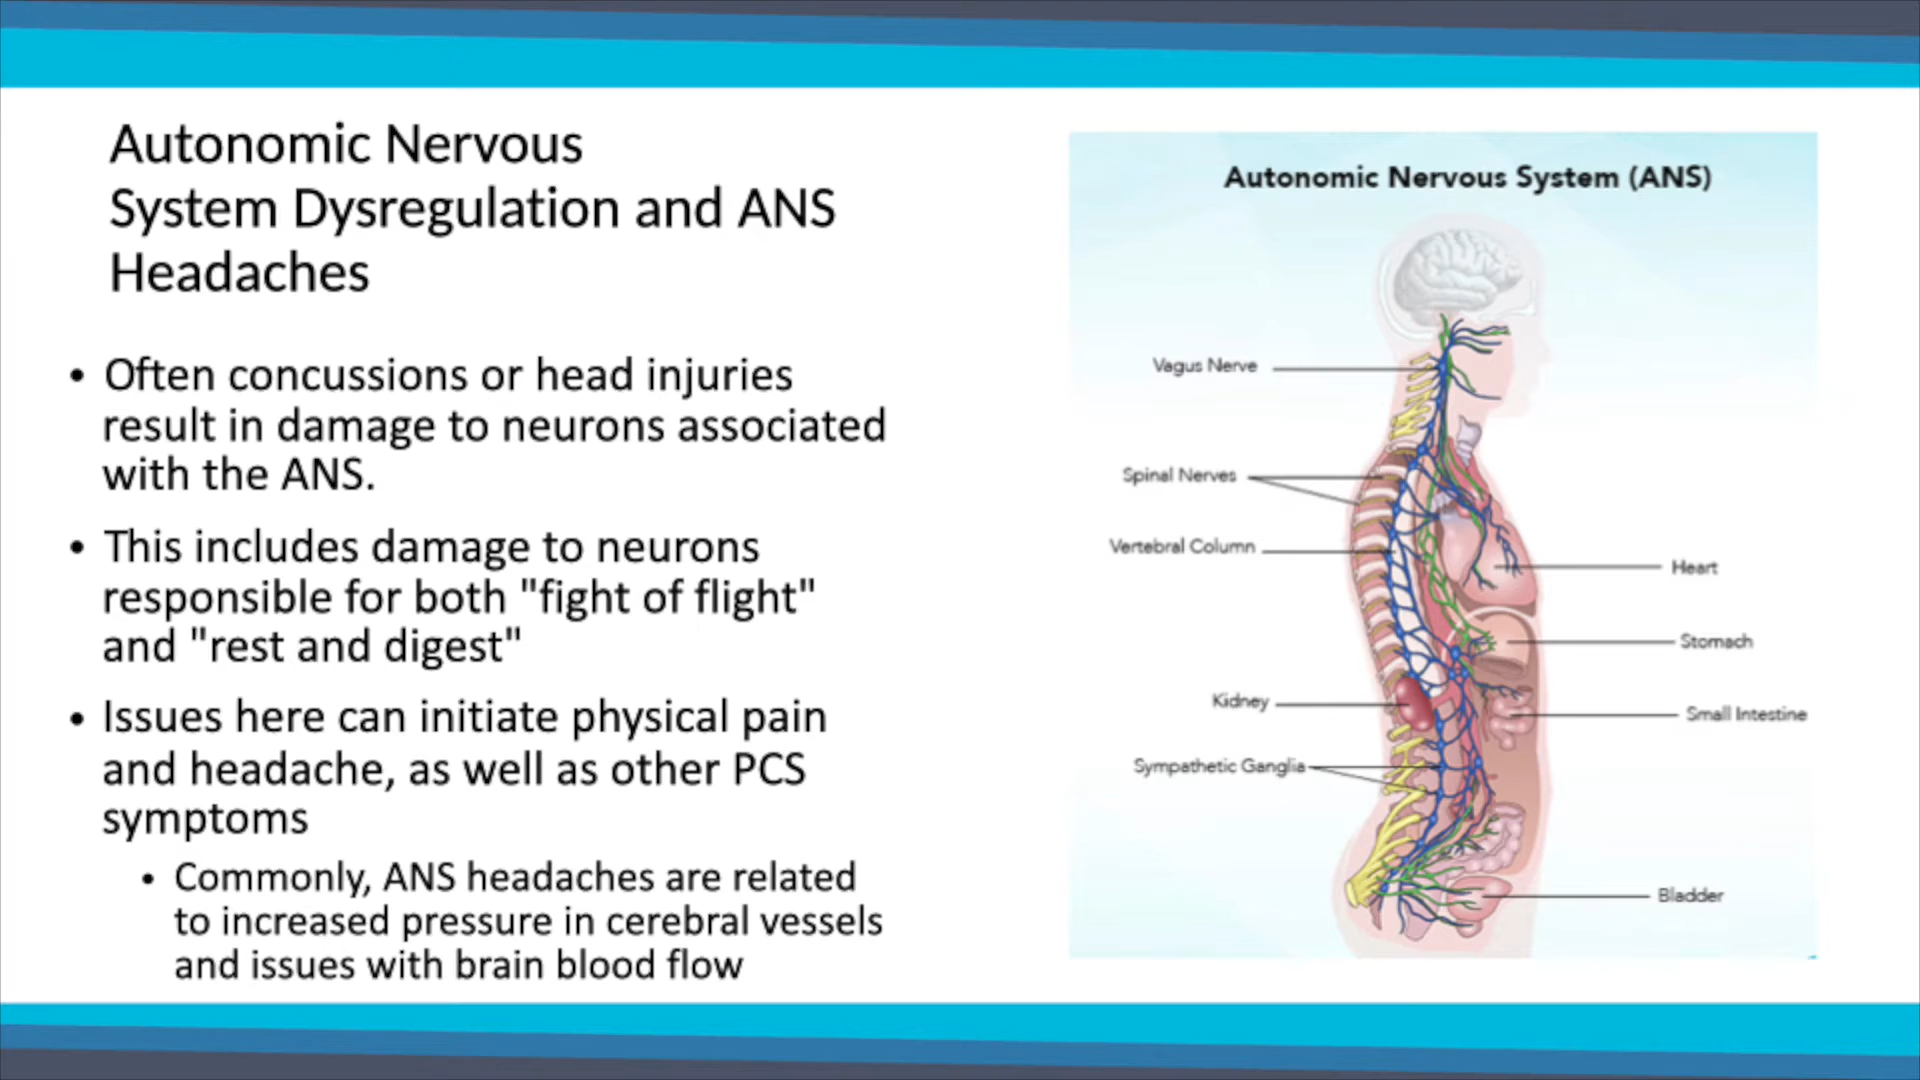 Autonomic Nervous
System Dysregulation and ANS
Headaches
• Often concussions or head injuries
result in damage to neurons associated
with the ANS.
• This includes damage to neurons
responsible for both "fight of flight"
and "rest and digest"
• Issues here can initiate physical pain
and headache, as well as other PCS
symptoms
• Commonly, ANS headaches are related
to increased pressure in cerebral vessels
and issues with brain blood flow
Autonomic Nervous System (ANS)
Vagus Nerve
Spinal Nerves
Vertebral Column
Heart
Stomach
Kidney
Small Intestine
Sympathetic Ganglia
Bladder